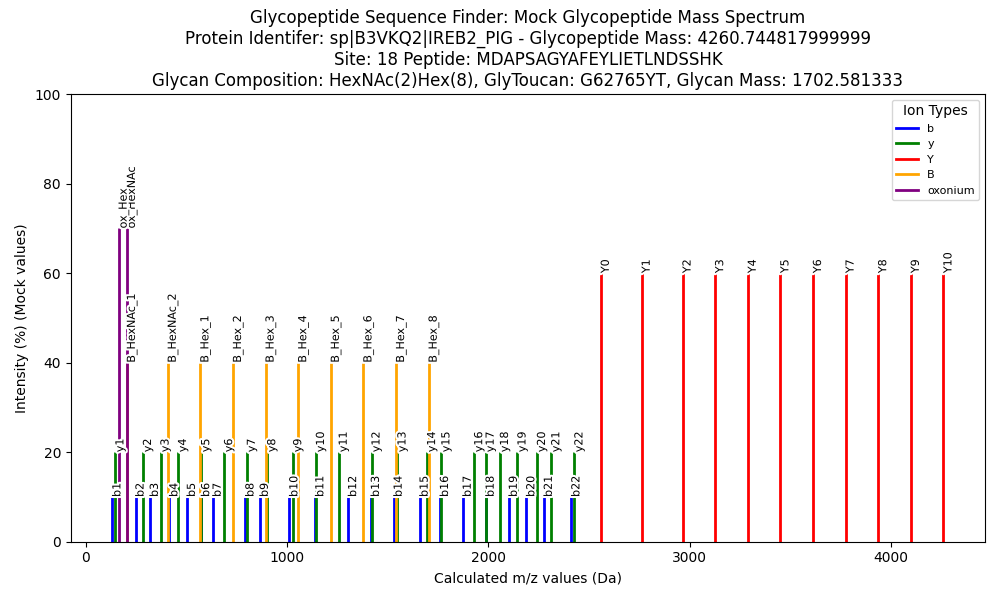 Glycopeptide Sequence Finder: Mock Glycopeptide Mass Spectrum
Protein Identifer: sp|B3VKQ2|IREB2_PIG - Glycopeptide Mass: 4260.744817999999
Site: 18 Peptide: MDAPSAGYAFEYLIETLNDSSHK
Glycan Composition: HexNAc(2)Hex(8), GlyToucan: G62765YT, Glycan Mass: 1702.581333
Intensity (%) (Mock values)
100
80
60
40
20
0
Ion Types
b
y
Y
B
oxonium
ox_Hex
ox_HexNAc
Y0
Y1
Y2
Y3
Y4
Y5
Y6
Y7
Y8
Y9
Y10
B_HexNAc_1
B_HexNAc_2
B_Hex_1
B_Hex_2
B_Hex_3
B_Hex_4
B_Hex_5
B_Hex_6
B_Hex_7
B_Hex_8
y1
y2
y3
y4
y5
y6
y7
y8
y9
y10
y11
y12
y13
y14
y15
y16
y17
y18
y19
y20
y21
y22
b1
b2
b3
b4
b5
b6
b7
b8
b9
b10
b11
b12
b13
b14
b15
b16
b17
b18
b19
b20
b21
b22
0
1000
2000
3000
4000
Calculated m/z values (Da)